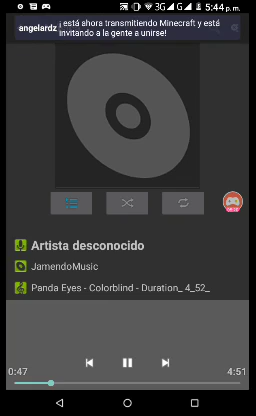 3G G 5:44 p. m.
angelardz ¡ está ahora transmitiendo Minecraft y está
invitando a la gente a unirse!
Artista desconocido
JamendoMusic
Panda Eyes - Colorblind - Duration_ 4_52_
0:47
4:51